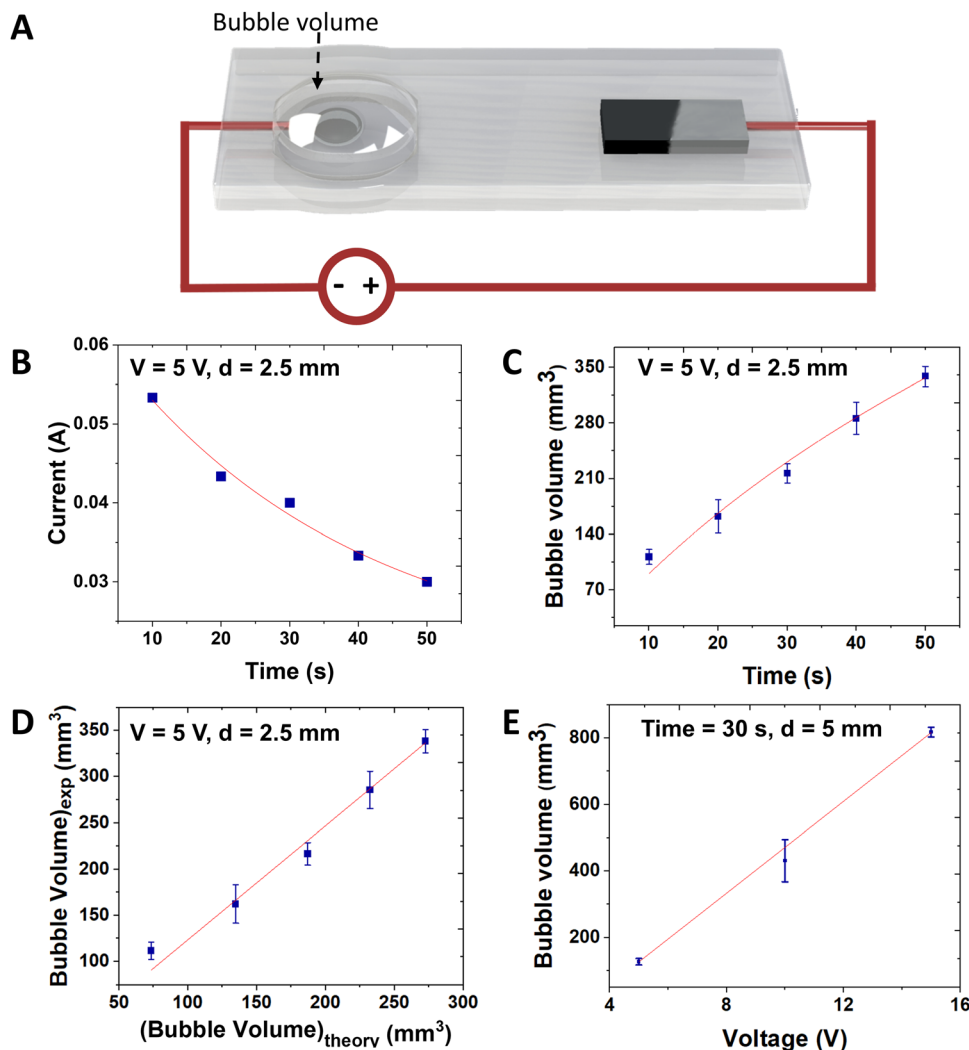 A
Bubble volume
- +
B
V = 5 V, d = 2.5 mm
0.06
0.05
0.04
0.03
Current (A)
10 20 30 40 50
Time (s)
C
V = 5 V, d = 2.5 mm
350
280
210
140
70
Bubble volume (mm³)
10 20 30 40 50
Time (s)
D
V = 5 V, d = 2.5 mm
350
300
250
200
150
100
(Bubble Volume)exp (mm³)
50 100 150 200 250 300
(Bubble Volume)theory (mm³)
E
Time = 30 s, d = 5 mm
800
600
400
200
Bubble volume (mm³)
4 8 12 16
Voltage (V)